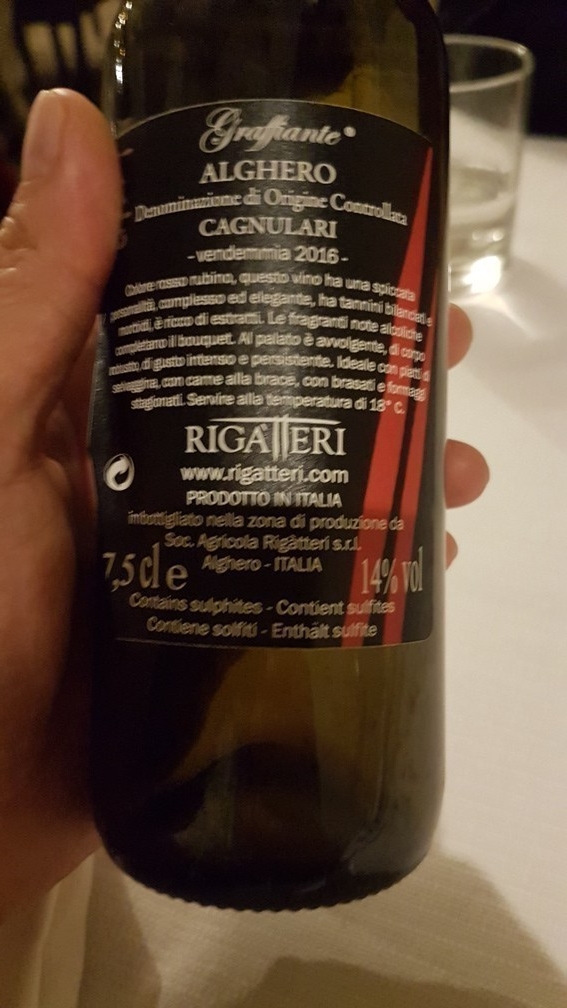 Graffiante®
ALGHERO
Denominazione di Origine Controllata
CAGNULARI
- vendemmia 2016 -
Colore rosso rubino, questo vino ha una spiccata
personalità, complesso ed elegante, ha tannini bilanciati e
morbidi, è ricco di estratti. Le fragranti note alcoliche
completano il bouquet. Al palato è avvolgente, di corpo
robusto, di gusto intenso e persistente. Ideale con piatti di
selvaggina, con carne alla brace, con brasati e formaggi
stagionati. Servire alla temperatura di 18° C.
RIGÀTTERI
www.rigatteri.com
PRODOTTO IN ITALIA
imbottigliato nella zona di produzione da
Soc. Agricola Rigàtteri s.r.l.
7,5 cl e Alghero - ITALIA 14% vol
Contains sulphites - Contient sulfites
Contiene solfiti - Enthält sulfite